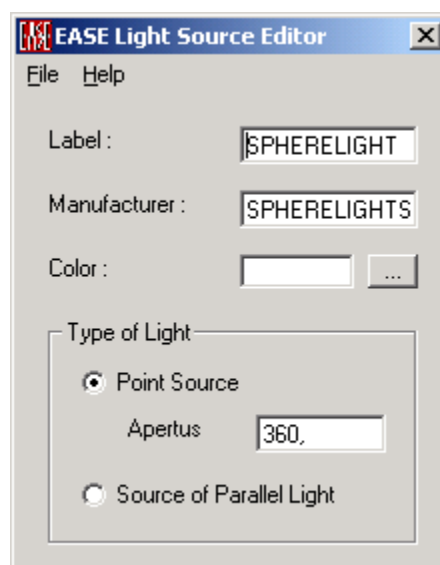 EASE Light Source Editor
File Help
Label : SPHERELIGHT
Manufacturer : SPHERELIGHTS
Color : ...
Type of Light
Point Source
Apertus 360,
Source of Parallel Light